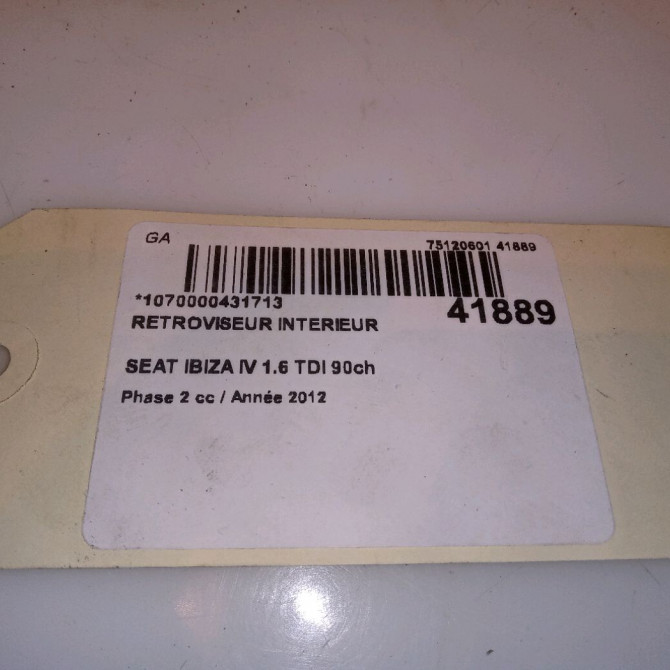 GA
75120601 41889
*1070000431713
41889
RETROVISEUR INTERIEUR
SEAT IBIZA IV 1.6 TDI 90ch
Phase 2 cc / Année 2012